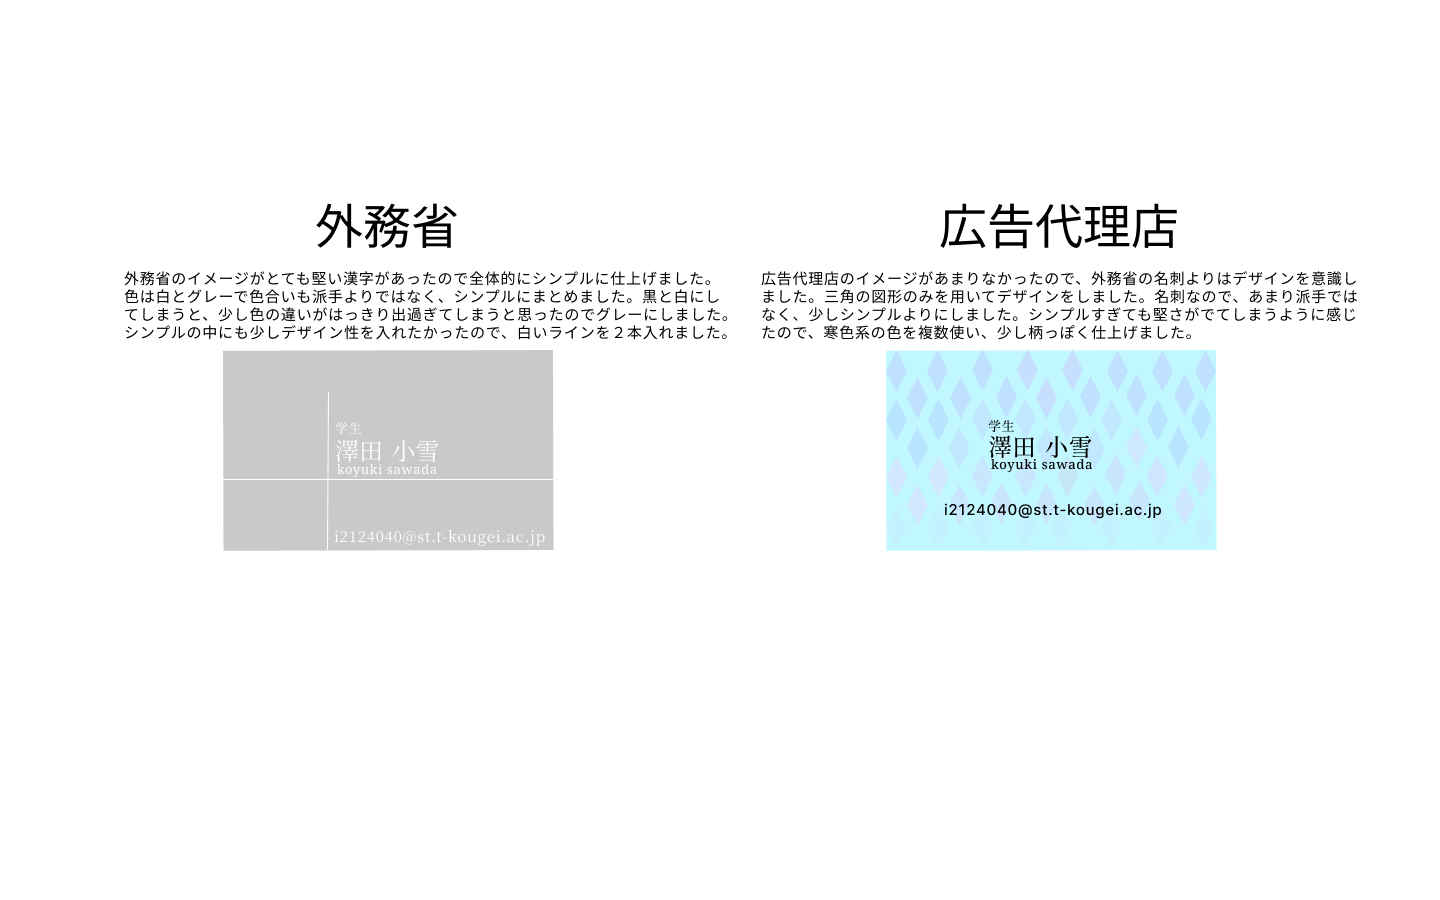 外務省
外務省のイメージがとても堅い漢字があったので全体的にシンプルに仕上げました。
色は白とグレーで色合いも派手よりではなく、シンプルにまとめました。黒と白にし
てしまうと、少し色の違いがはっきり出過ぎてしまうと思ったのでグレーにしました。
シンプルの中にも少しデザイン性を入れたかったので、白いラインを２本入れました。
学生
澤田 小雪
koyuki sawada
i2124040@st.t-kougei.ac.jp
広告代理店
広告代理店のイメージがあまりなかったので、外務省の名刺よりはデザインを意識し
ました。三角の図形のみを用いてデザインをしました。名刺なので、あまり派手では
なく、少しシンプルよりにしました。シンプルすぎても堅さがでてしまうように感じ
たので、寒色系の色を複数使い、少し柄っぽく仕上げました。
学生
澤田 小雪
koyuki sawada
i2124040@st.t-kougei.ac.jp